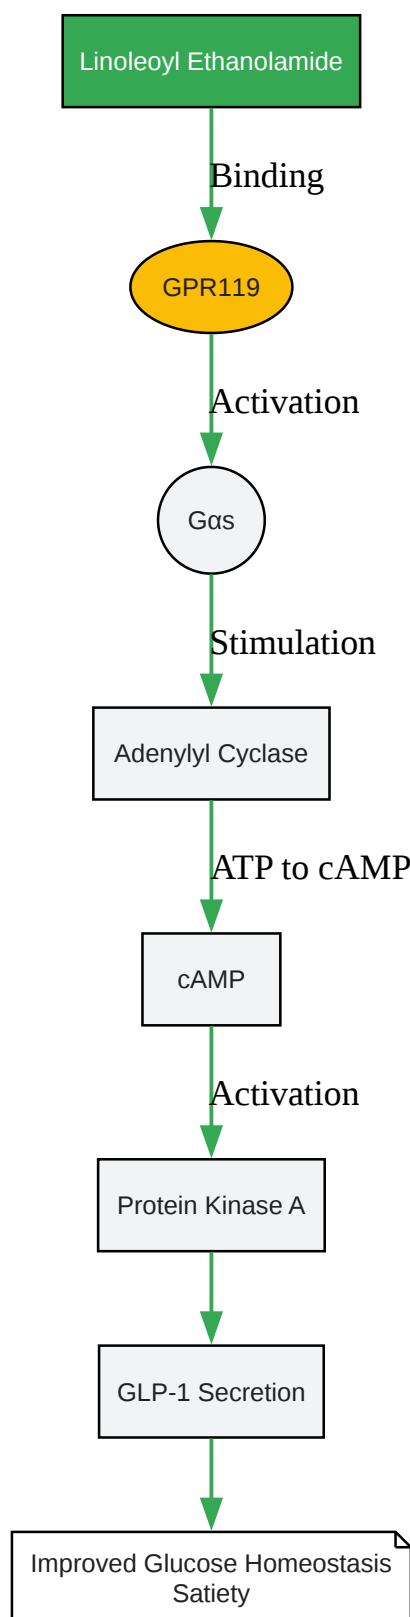 Linoleoyl Ethanolamide
Binding
GPR119
Activation
Gαs
Stimulation
Adenylyl Cyclase
ATP to cAMP
cAMP
Activation
Protein Kinase A
GLP-1 Secretion
Improved Glucose Homeostasis
Satiety